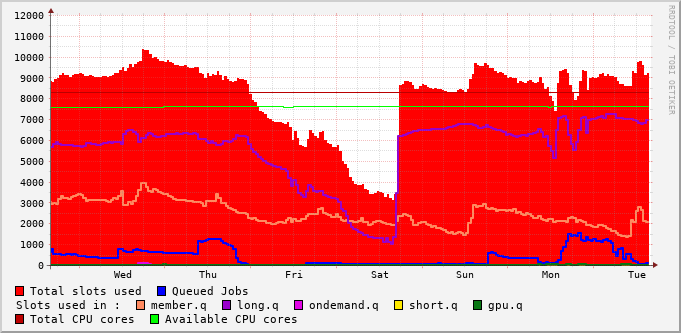 12000
11000
10000
9000
8000
7000
6000
5000
4000
3000
2000
1000
0
Wed Thu Fri Sat Sun Mon Tue
RRDTOOL / TOBI OETIKER
Total slots used Queued Jobs
Slots used in : member.q long.q ondemand.q short.q gpu.q
Total CPU cores Available CPU cores